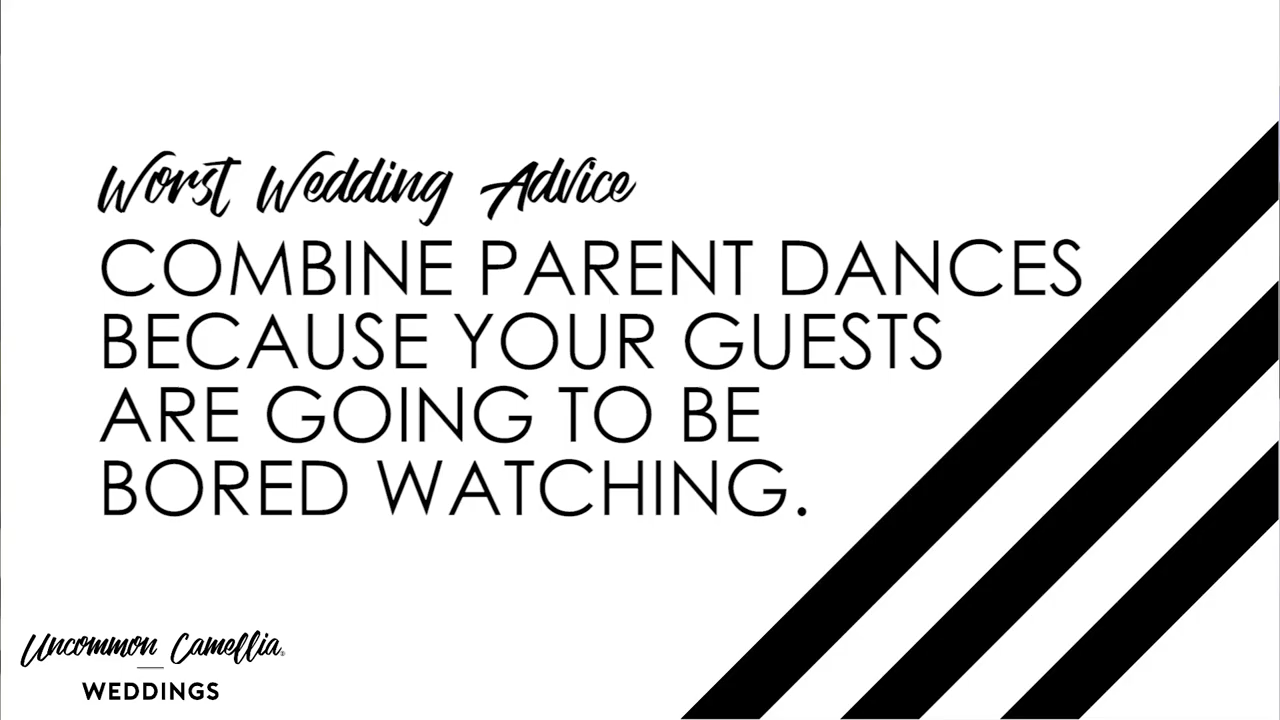 Worst Wedding Advice
COMBINE PARENT DANCES
BECAUSE YOUR GUESTS
ARE GOING TO BE
BORED WATCHING.
Uncommon Camellia®
WEDDINGS